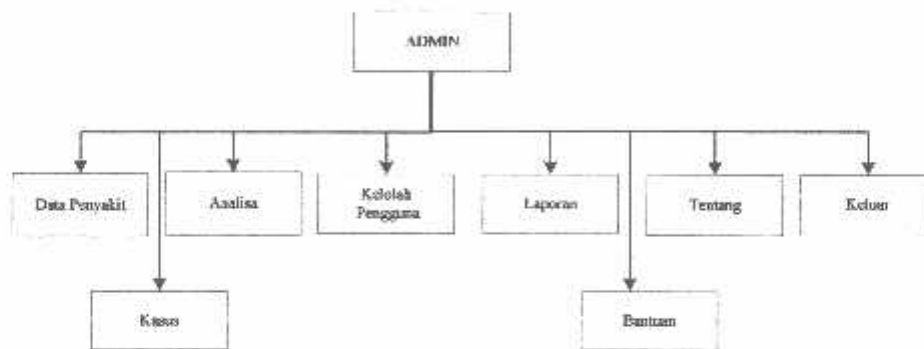 ADMIN
Data Penyakit
Analisa
Kelolah
Pengguna
Laporan
Tentang
Keluar
Kasus
Bantuan